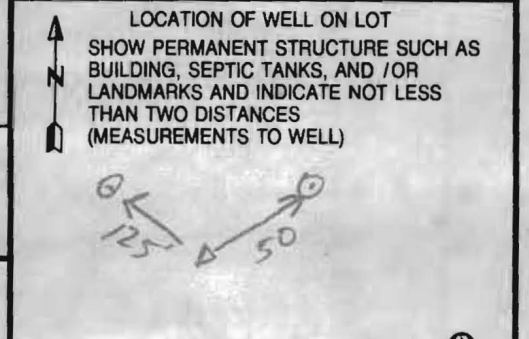 LOCATION OF WELL ON LOT
SHOW PERMANENT STRUCTURE SUCH AS
BUILDING, SEPTIC TANKS, AND /OR
LANDMARKS AND INDICATE NOT LESS
THAN TWO DISTANCES
(MEASUREMENTS TO WELL)
N
125 50